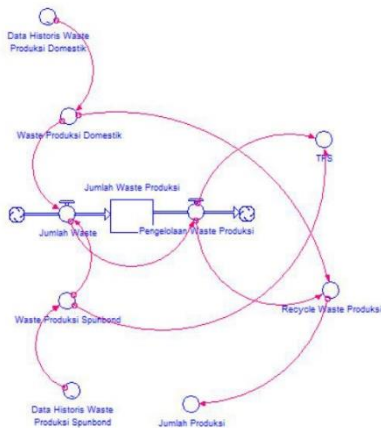 Data Historis Waste
Produksi Domestik
Waste Produksi Domestik
TPS
Jumlah Waste Produksi
Jumlah Waste
Pengelolaan Waste Produksi
Waste Produksi Spunbond
Recycle Waste Produksi
Data Historis Waste
Produksi Spunbond
Jumlah Produksi